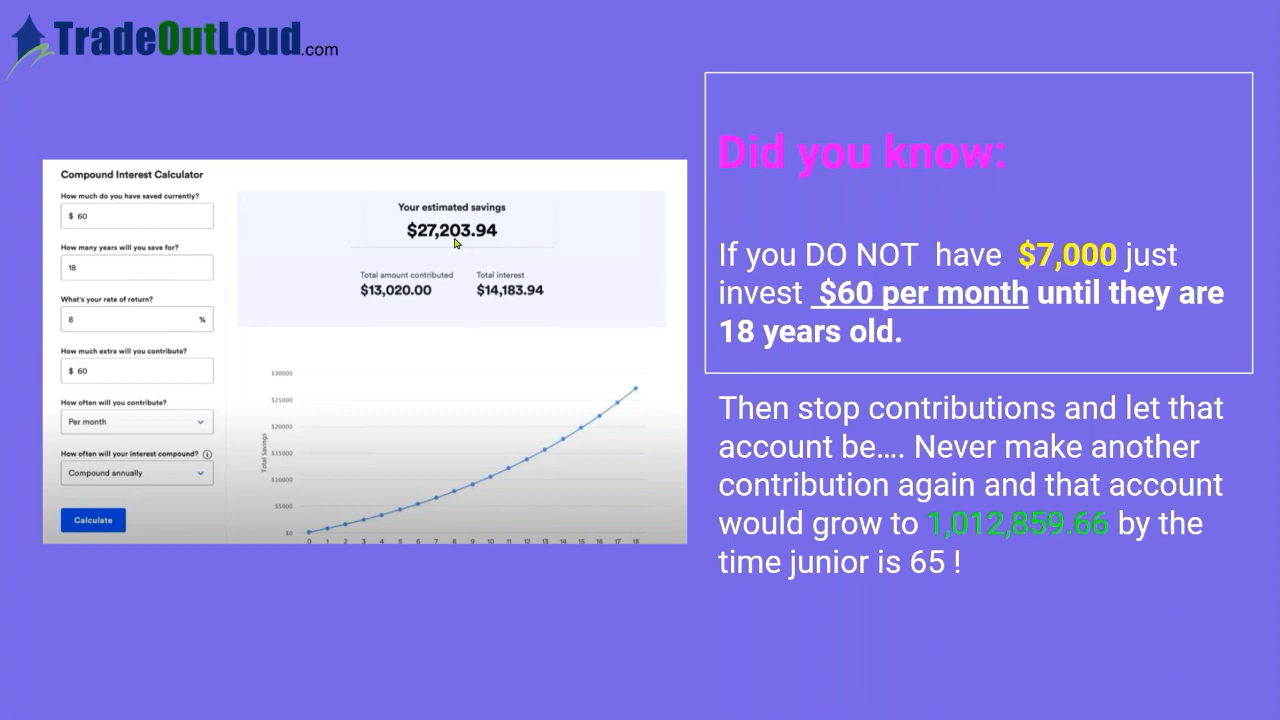 TradeOutLoud.com
Compound Interest Calculator
How much do you have saved currently?
$ 60
How many years will you save for?
18
What's your rate of return?
8 %
How much extra will you contribute?
$ 60
How often will you contribute?
Per month
How often will your interest compound? i
Compound annually
Calculate
Your estimated savings
$27,203.94
Total amount contributed Total interest
$13,020.00 $14,183.94
$30000
$25000
$20000
$15000
$10000
$5000
$0
Total Savings
0 1 2 3 4 5 6 7 8 9 10 11 12 13 14 15 16 17 18
Did you know:
If you DO NOT have $7,000 just
invest $60 per month until they are
18 years old.
Then stop contributions and let that
account be.... Never make another
contribution again and that account
would grow to 1,012,859.66 by the
time junior is 65 !